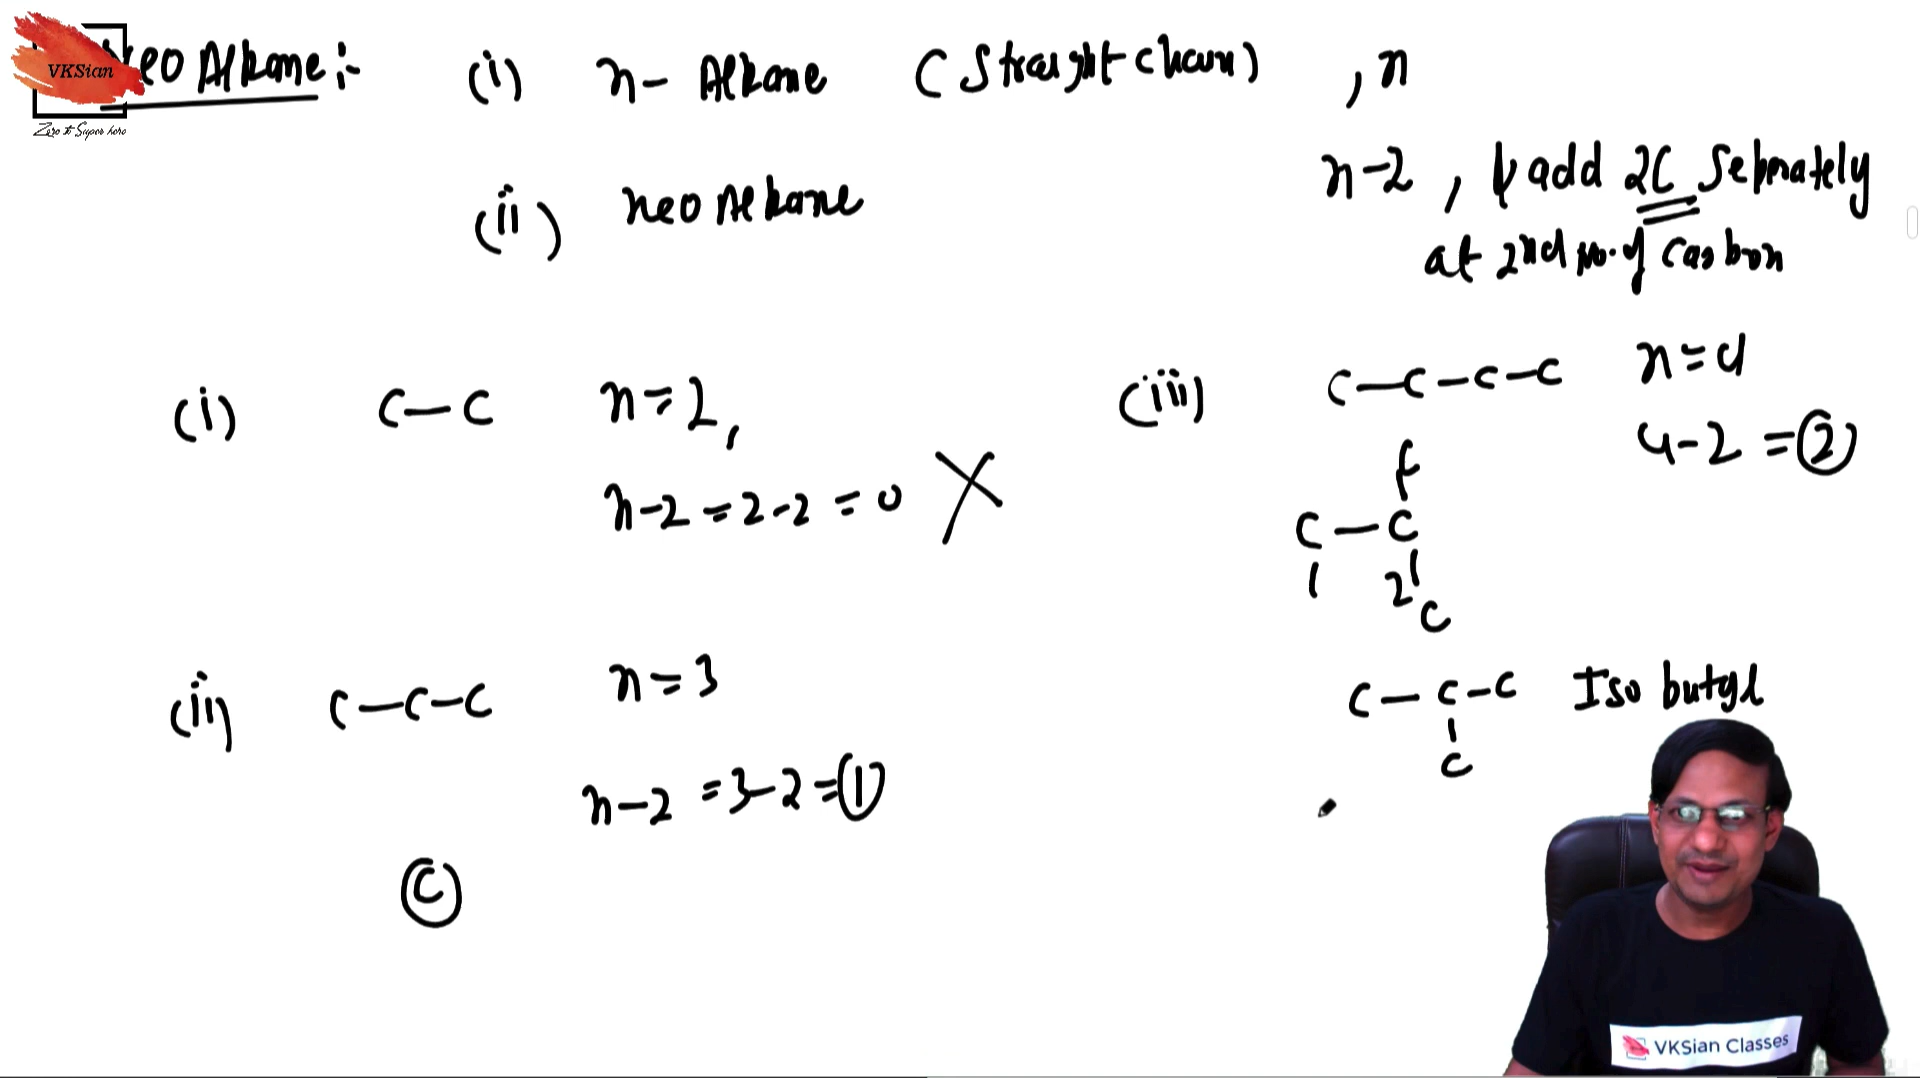 VKSian
Zero to Super hero
Neo Alkane :-
(i) n- Alkane (Straight chain) , n
(ii) neo Alkane
n-2 , & add 2C Seperately
at 2nd no. of Carbon
(i) C-C n=2,
n-2=2-2=0
(ii) C-C-C n=3
n-2=3-2=1
C
(iii) C-C-C-C n=4
4-2=2
C
C-C
1 2
C
C-C-C Iso butyl
C
VKSian Classes